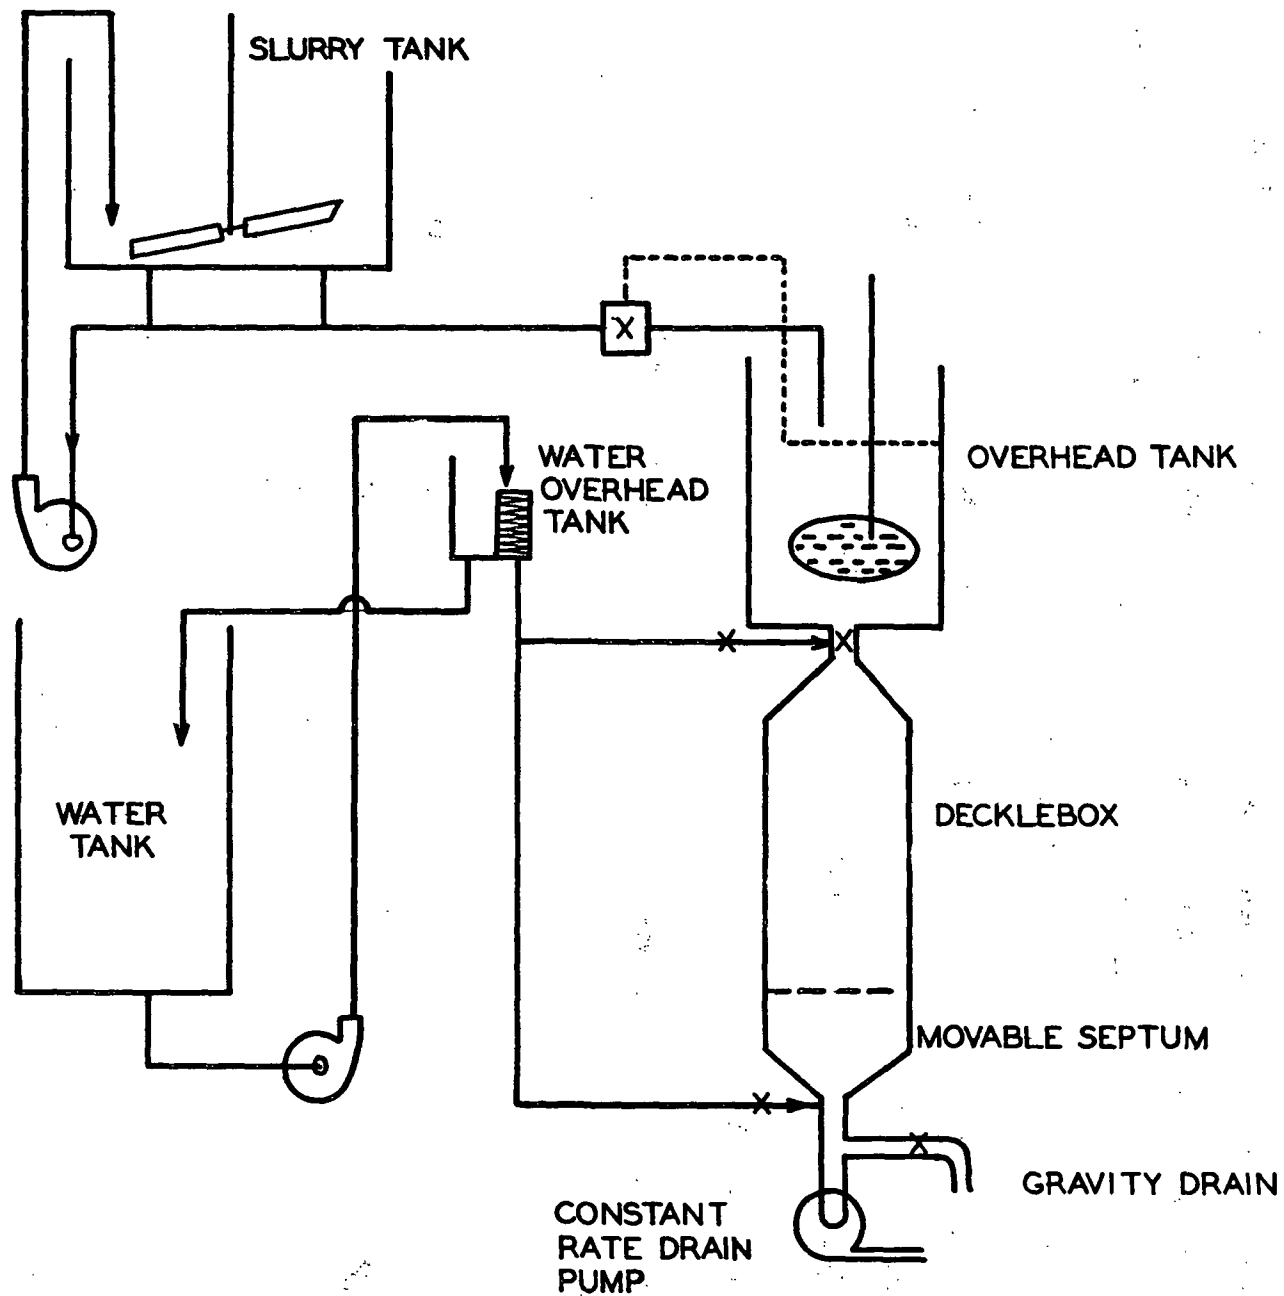 SLURRY TANK
WATER
OVERHEAD
TANK
OVERHEAD TANK
WATER
TANK
DECKLEBOX
MOVABLE SEPTUM
GRAVITY DRAIN
CONSTANT
RATE DRAIN
PUMP